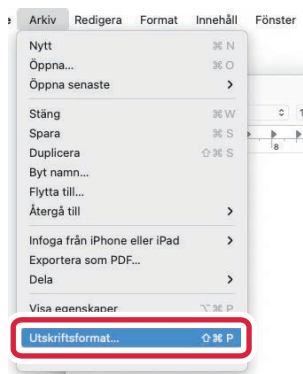 Arkiv Redigera Format Innehåll Fönster
Nytt ⌘ N
Öppna... ⌘ O
Öppna senaste >
Stäng ⌘ W
Spara ⌘ S
Duplicera ⇧ ⌘ S
Byt namn...
Flytta till...
Återgå till >
8
Infoga från iPhone eller iPad >
Exportera som PDF...
Dela >
Visa egenskaper ⌥ ⌘ P
Utskriftsformat... ⇧ ⌘ P